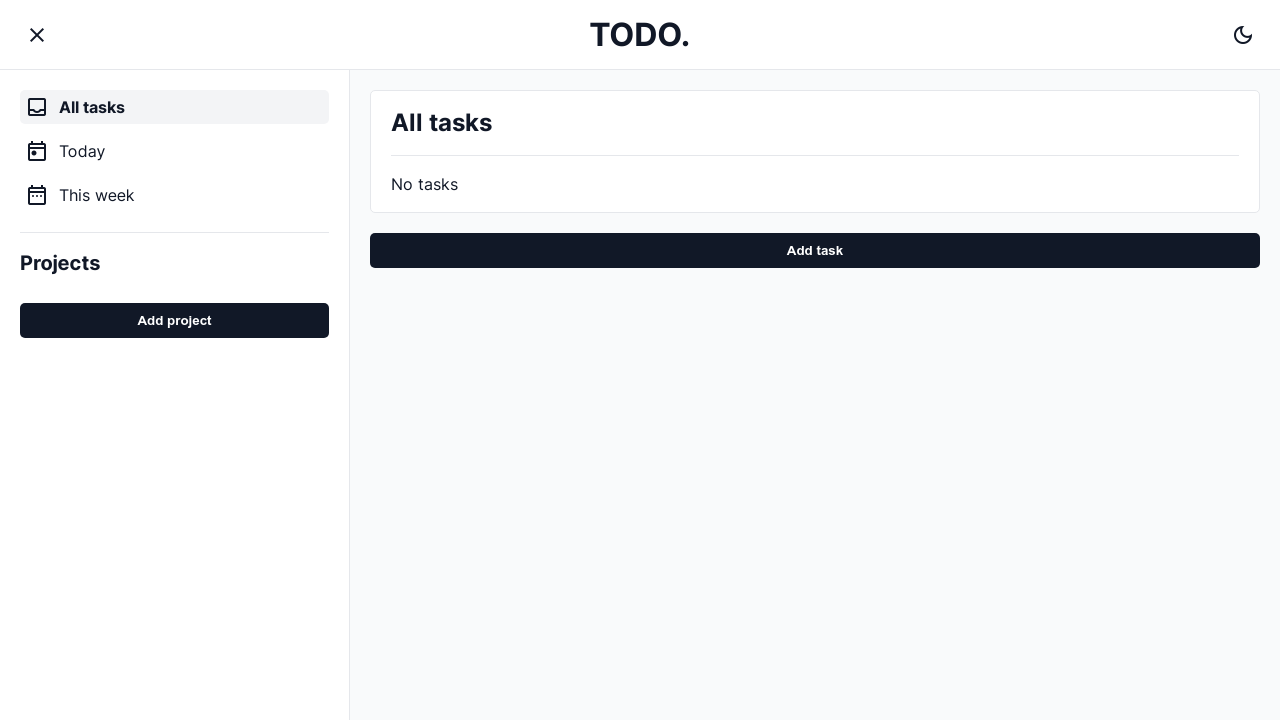 TODO.
All tasks
Today
This week
Projects
Add project
All tasks
No tasks
Add task